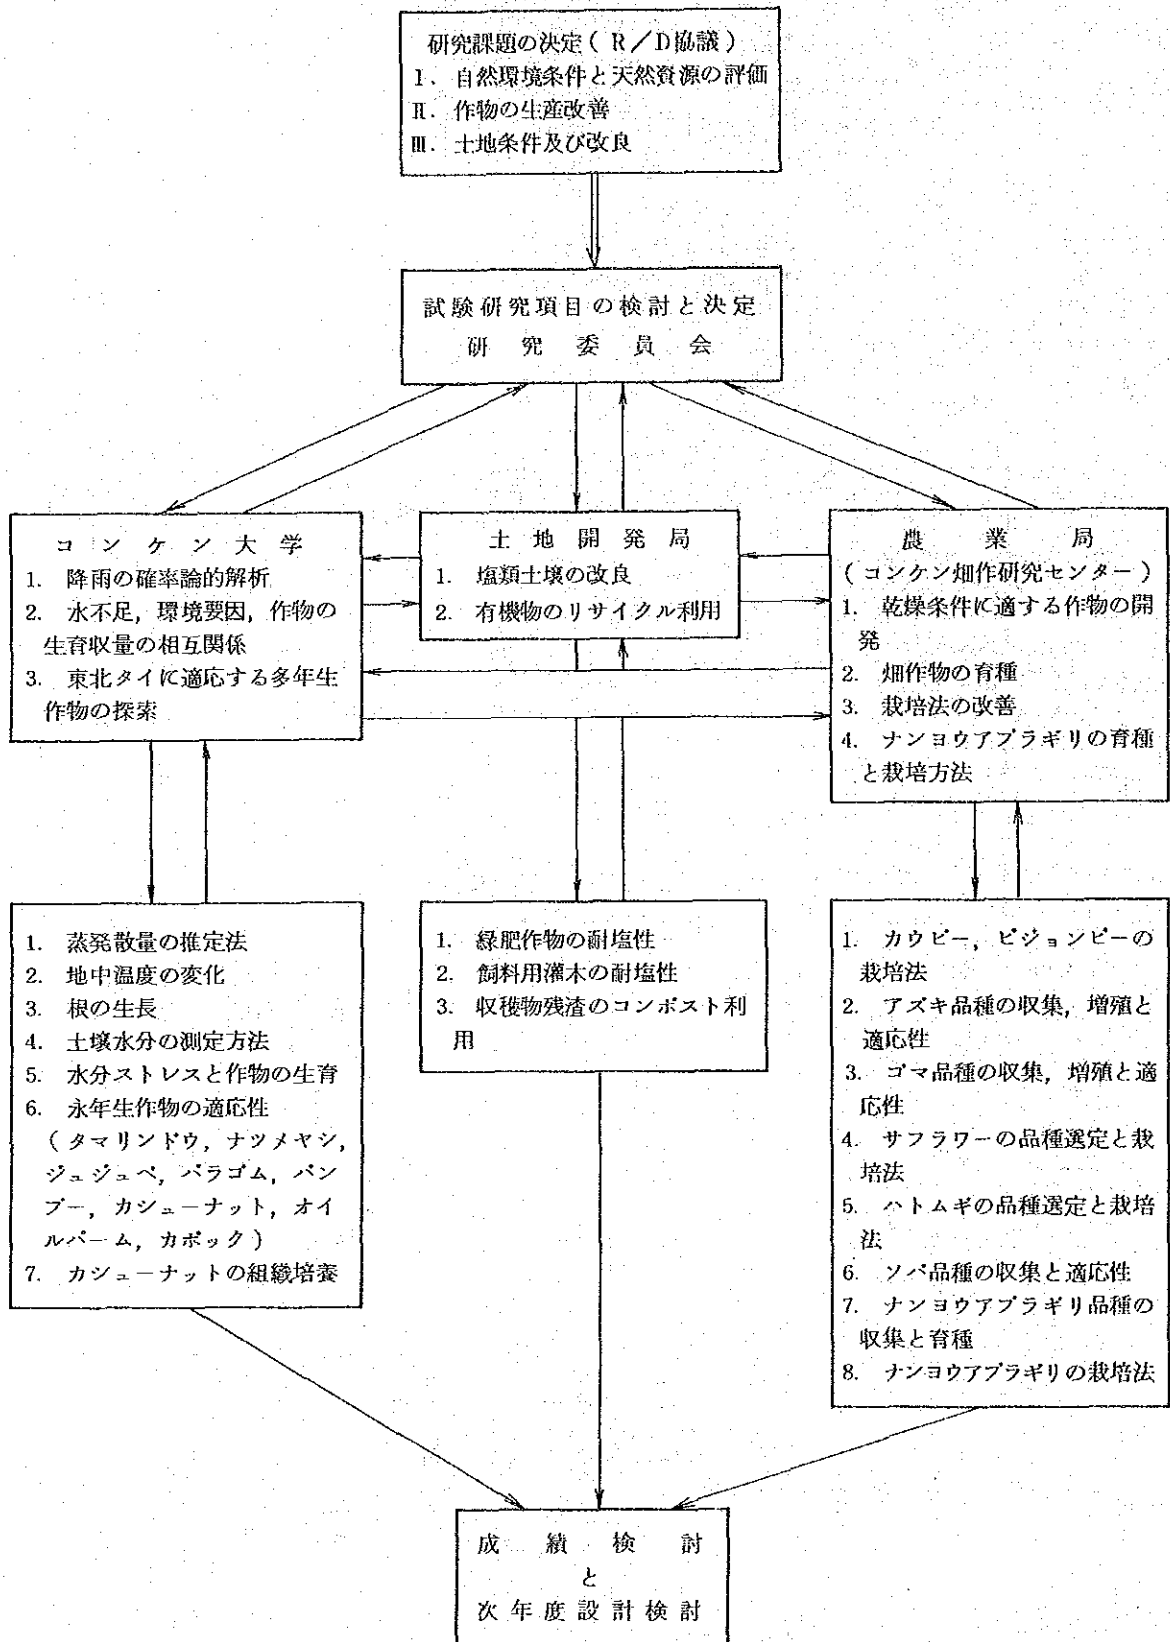 研究課題の決定(R/D協議)
I. 自然環境条件と天然資源の評価
II. 作物の生産改善
III. 土地条件及び改良
試験研究項目の検討と決定
研究委員会
コンケン大学
1. 降雨の確率論的解析
2. 水不足,環境要因,作物の
生育収量の相互関係
3. 東北タイに適応する多年生
作物の探索
土地開発局
1. 塩類土壌の改良
2. 有機物のリサイクル利用
農業局
(コンケン畑作研究センター)
1. 乾燥条件に適する作物の開
発
2. 畑作物の育種
3. 栽培法の改善
4. ナンヨウアブラギリの育種
と栽培方法
1. 蒸発散量の推定法
2. 地中温度の変化
3. 根の生長
4. 土壌水分の測定方法
5. 水分ストレスと作物の生育
6. 永年生作物の適応性
(タマリンドウ,ナツメヤシ,
ジュジュベ,パラゴム,バン
ブー,カシューナット,オイ
ルパーム,カポック)
7. カシューナットの組織培養
1. 緑肥作物の耐塩性
2. 飼料用灌木の耐塩性
3. 収穫物残渣のコンポスト利
用
1. カウピー,ピジョンピーの
栽培法
2. アズキ品種の収集,増殖と
適応性
3. ゴマ品種の収集,増殖と適
応性
4. サフラワーの品種選定と栽
培法
5. ハトムギの品種選定と栽培
法
6. ソバ品種の収集と適応性
7. ナンヨウアブラギリ品種の
収集と育種
8. ナンヨウアブラギリの栽培法
成績検討
と
次年度設計検討